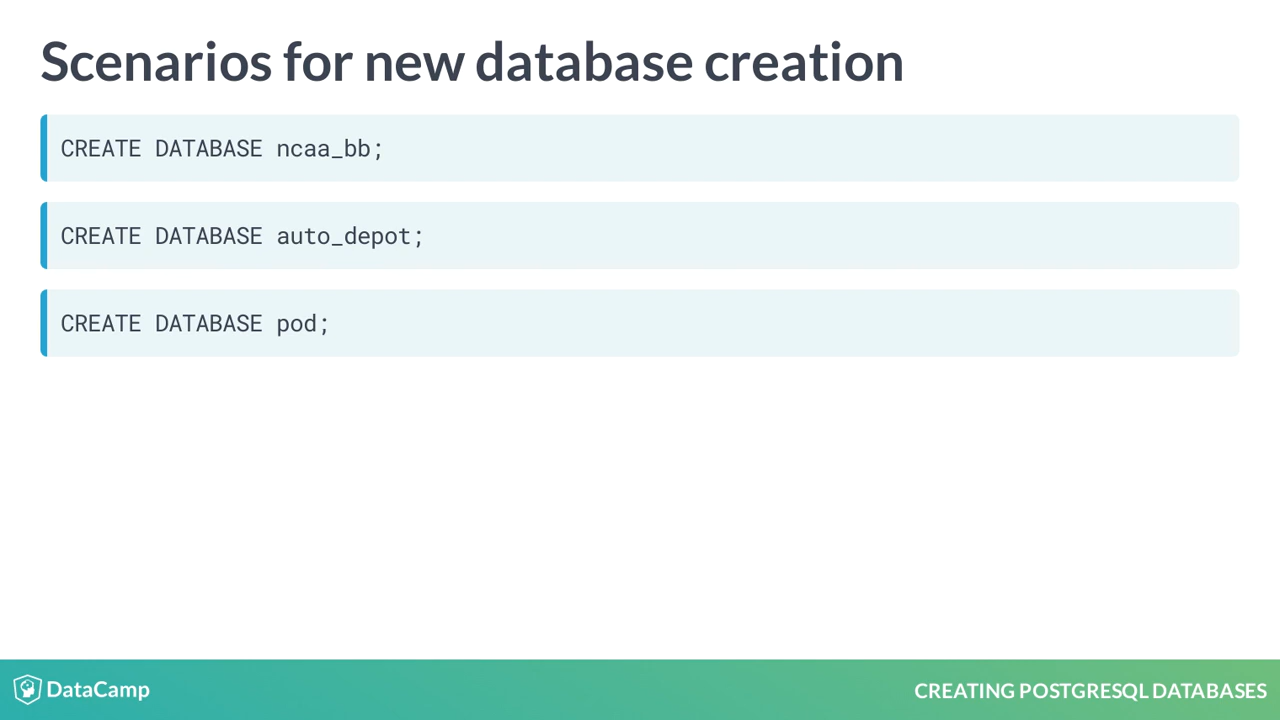 Scenarios for new database creation
CREATE DATABASE ncaa_bb;
CREATE DATABASE auto_depot;
CREATE DATABASE pod;
DataCamp
CREATING POSTGRESQL DATABASES